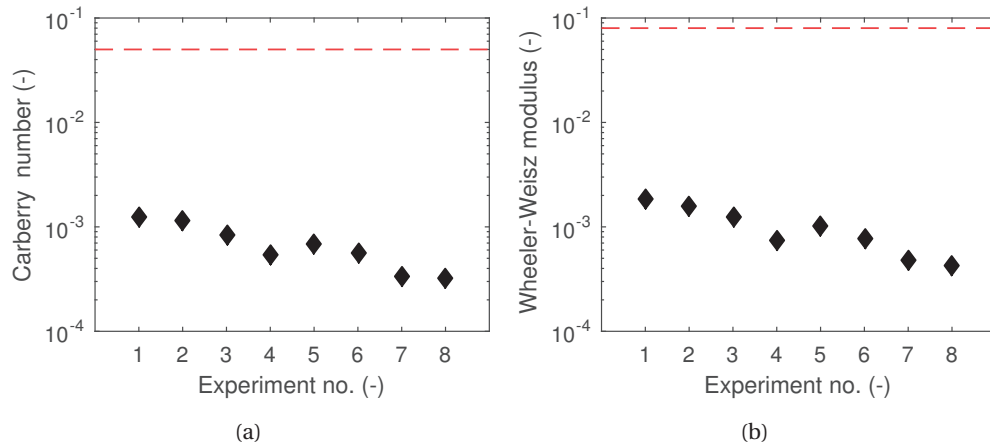 10^-1
10^-2
10^-3
10^-4
Carberry number (-)
1 2 3 4 5 6 7 8
Experiment no. (-)
(a)
10^-1
10^-2
10^-3
10^-4
Wheeler-Weisz modulus (-)
1 2 3 4 5 6 7 8
Experiment no. (-)
(b)